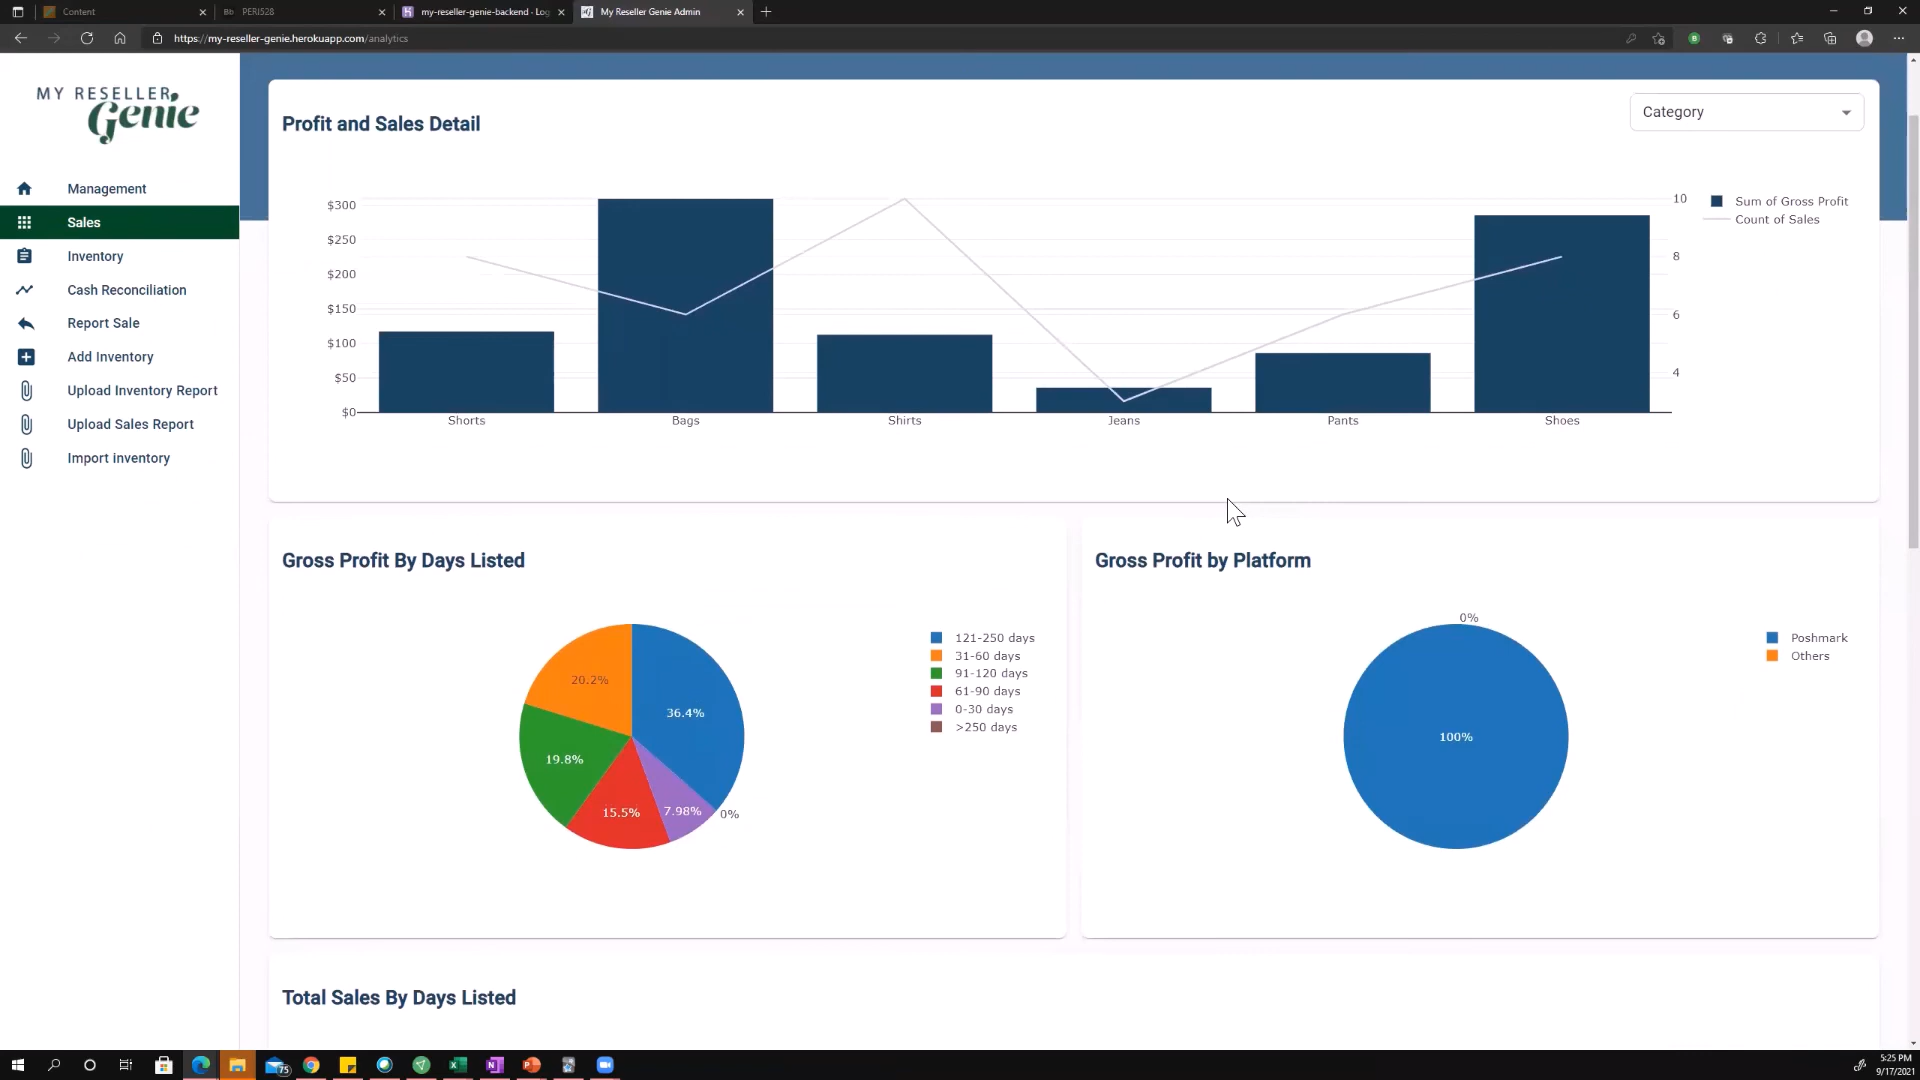 Content
PERI528
my-reseller-genie-backend - Lo
My Reseller Genie Admin
https://my-reseller-genie.herokuapp.com/analytics
MY RESELLER
Genie
Management
Sales
Inventory
Cash Reconciliation
Report Sale
Add Inventory
Upload Inventory Report
Upload Sales Report
Import inventory
Profit and Sales Detail
Category
$300
$250
$200
$150
$100
$50
$0
10
8
6
4
Sum of Gross Profit
Count of Sales
Shorts Bags Shirts Jeans Pants Shoes
Gross Profit By Days Listed
20.2%
36.4%
19.8%
15.5%
7.98%
0%
121-250 days
31-60 days
91-120 days
61-90 days
0-30 days
>250 days
Gross Profit by Platform
0%
100%
Poshmark
Others
Total Sales By Days Listed
75
5:25 PM
9/17/2021